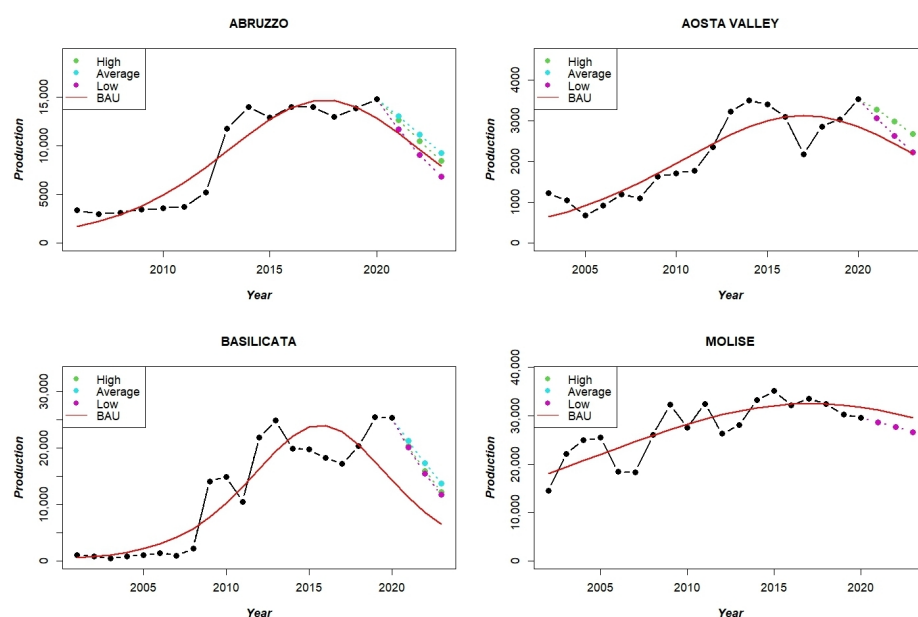 ABRUZZO
High
Average
Low
BAU
Production
0
5000
10,000
15,000
2010
2015
2020
Year
AOSTA VALLEY
High
Average
Low
BAU
Production
0
1000
2000
3000
4000
2005
2010
2015
2020
Year
BASILICATA
High
Average
Low
BAU
Production
0
10,000
20,000
30,000
2005
2010
2015
2020
Year
MOLISE
High
Average
Low
BAU
Production
0
10,000
20,000
30,000
40,000
2005
2010
2015
2020
Year